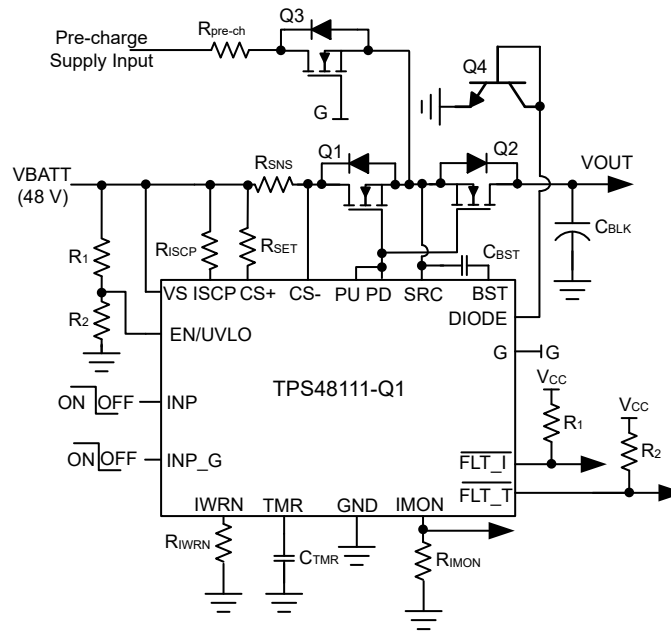 Q3
Pre-charge
Supply Input
Rpre-ch
Q4
G
VBATT
(48 V)
RSNS
Q1
Q2
VOUT
R1
RISCP
RSET
CBST
CBLK
VS ISCP CS+ CS- PU PD SRC BST
R2
DIODE
EN/UVLO
G
G
TPS48111-Q1
VCC
VCC
ON OFF
INP
R1
R2
ON OFF
INP_G
FLT_I
FLT_T
IWRN TMR GND IMON
RIWRN
CTMR
RIMON